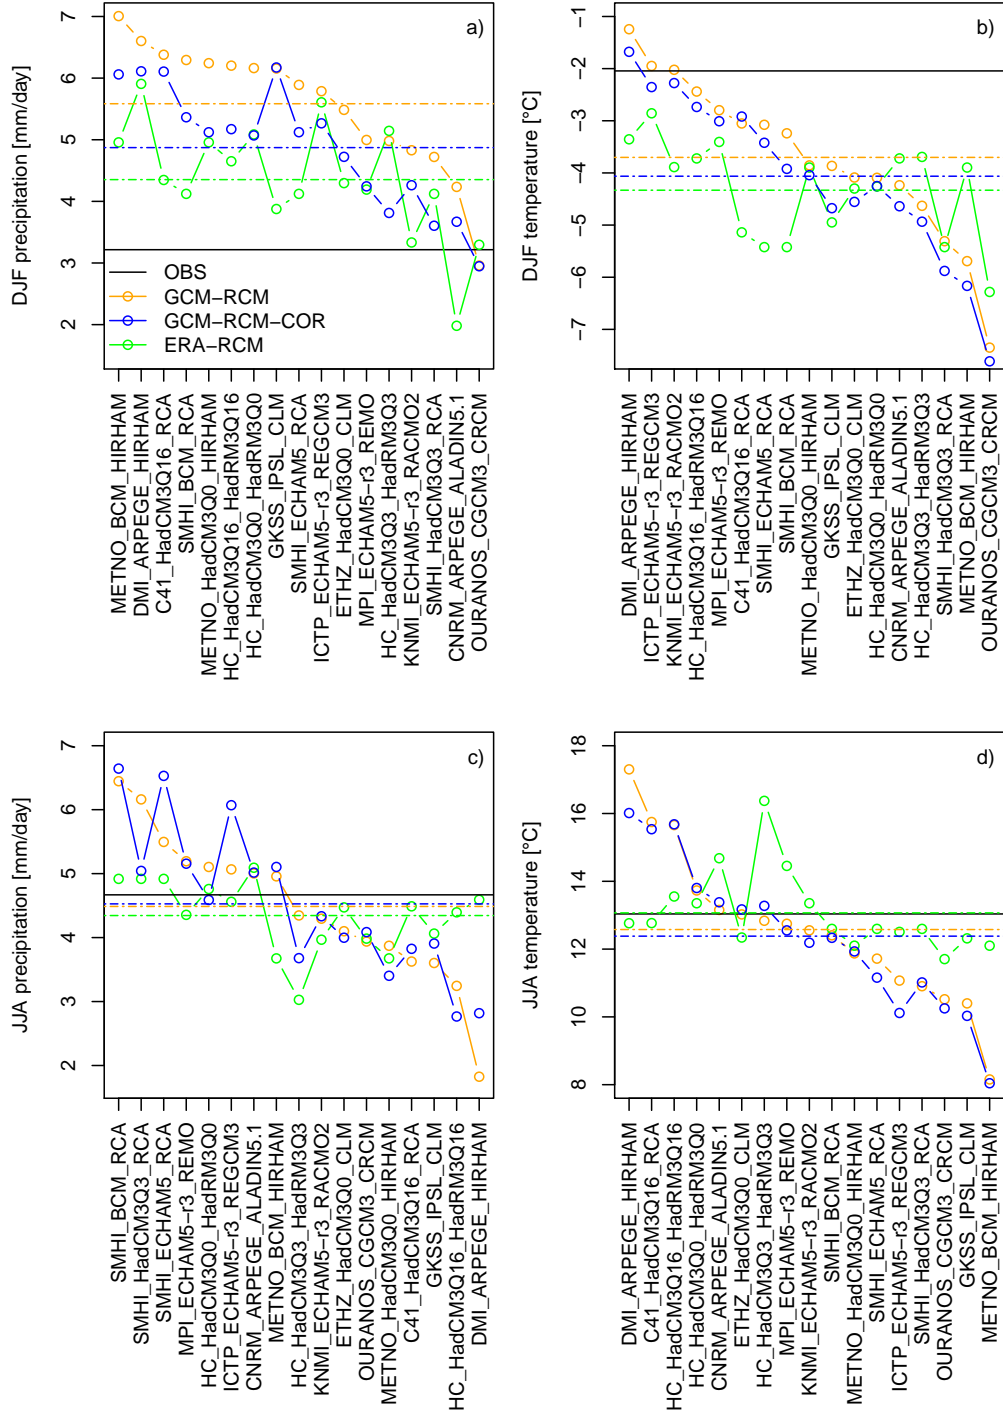 a)
DJF precipitation [mm/day]
7
6
5
4
3
2
OBS
GCM−RCM
GCM−RCM−COR
ERA−RCM
METNO_BCM_HIRHAM
DMI_ARPEGE_HIRHAM
C41_HadCM3Q16_RCA
SMHI_BCM_RCA
METNO_HadCM3Q0_HIRHAM
HC_HadCM3Q16_HadRM3Q16
HC_HadCM3Q0_HadRM3Q0
GKSS_IPSL_CLM
SMHI_ECHAM5_RCA
ICTP_ECHAM5−r3_REGCM3
ETHZ_HadCM3Q0_CLM
MPI_ECHAM5−r3_REMO
HC_HadCM3Q3_HadRM3Q3
KNMI_ECHAM5−r3_RACMO2
SMHI_HadCM3Q3_RCA
CNRM_ARPEGE_ALADIN5.1
OURANOS_CGCM3_CRCM
b)
DJF temperature [°C]
−1
−2
−3
−4
−5
−6
−7
DMI_ARPEGE_HIRHAM
ICTP_ECHAM5−r3_REGCM3
KNMI_ECHAM5−r3_RACMO2
HC_HadCM3Q16_HadRM3Q16
MPI_ECHAM5−r3_REMO
C41_HadCM3Q16_RCA
SMHI_ECHAM5_RCA
SMHI_BCM_RCA
METNO_HadCM3Q0_HIRHAM
GKSS_IPSL_CLM
ETHZ_HadCM3Q0_CLM
HC_HadCM3Q0_HadRM3Q0
CNRM_ARPEGE_ALADIN5.1
HC_HadCM3Q3_HadRM3Q3
SMHI_HadCM3Q3_RCA
METNO_BCM_HIRHAM
OURANOS_CGCM3_CRCM
c)
JJA precipitation [mm/day]
7
6
5
4
3
2
SMHI_BCM_RCA
SMHI_HadCM3Q3_RCA
SMHI_ECHAM5_RCA
MPI_ECHAM5−r3_REMO
HC_HadCM3Q0_HadRM3Q0
ICTP_ECHAM5−r3_REGCM3
CNRM_ARPEGE_ALADIN5.1
METNO_BCM_HIRHAM
HC_HadCM3Q3_HadRM3Q3
KNMI_ECHAM5−r3_RACMO2
ETHZ_HadCM3Q0_CLM
OURANOS_CGCM3_CRCM
METNO_HadCM3Q0_HIRHAM
C41_HadCM3Q16_RCA
GKSS_IPSL_CLM
HC_HadCM3Q16_HadRM3Q16
DMI_ARPEGE_HIRHAM
d)
JJA temperature [°C]
18
16
14
12
10
8
DMI_ARPEGE_HIRHAM
C41_HadCM3Q16_RCA
HC_HadCM3Q16_HadRM3Q16
HC_HadCM3Q0_HadRM3Q0
CNRM_ARPEGE_ALADIN5.1
ETHZ_HadCM3Q0_CLM
HC_HadCM3Q3_HadRM3Q3
MPI_ECHAM5−r3_REMO
KNMI_ECHAM5−r3_RACMO2
SMHI_BCM_RCA
METNO_HadCM3Q0_HIRHAM
SMHI_ECHAM5_RCA
ICTP_ECHAM5−r3_REGCM3
SMHI_HadCM3Q3_RCA
OURANOS_CGCM3_CRCM
GKSS_IPSL_CLM
METNO_BCM_HIRHAM